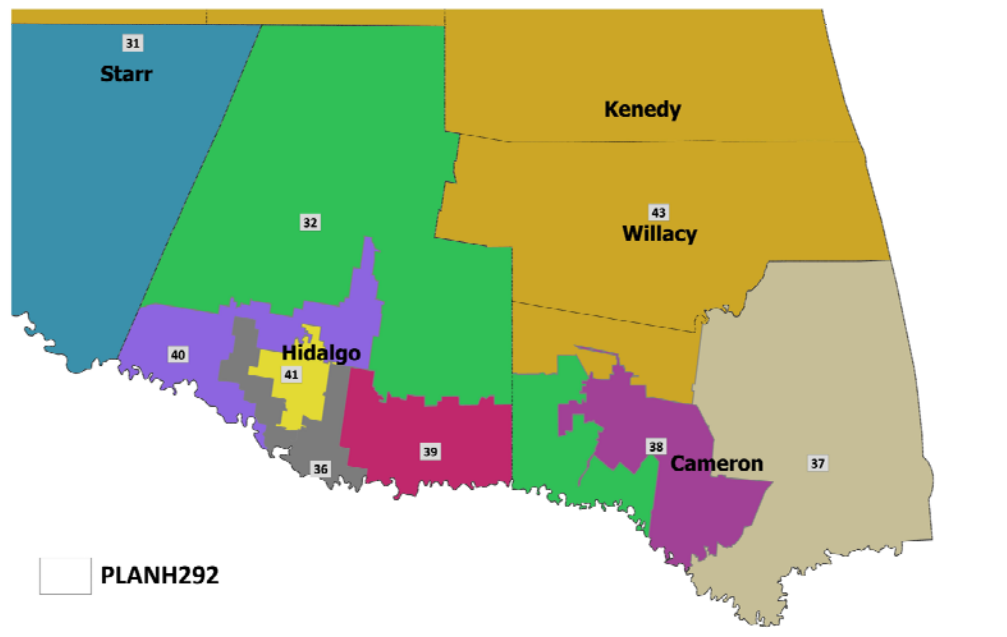 31
Starr
Kenedy
32
43
Willacy
40
Hidalgo
41
36
39
38
Cameron
37
PLANH292